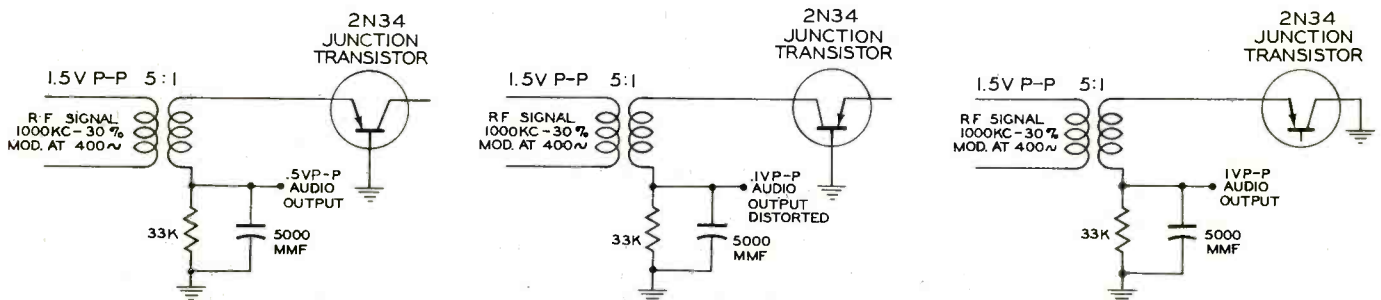 2N34
JUNCTION
TRANSISTOR
1.5V P-P 5:1
RF SIGNAL
1000KC-30%
MOD. AT 400~
.5VP-P
AUDIO
OUTPUT
33K
5000
MMF
2N34
JUNCTION
TRANSISTOR
1.5V P-P 5:1
RF SIGNAL
1000KC-30%
MOD. AT 400~
.1VP-P
AUDIO
OUTPUT
DISTORTED
33K
5000
MMF
2N34
JUNCTION
TRANSISTOR
1.5V P-P 5:1
RF SIGNAL
1000KC-30%
MOD. AT 400~
1VP-P
AUDIO
OUTPUT
33K
5000
MMF